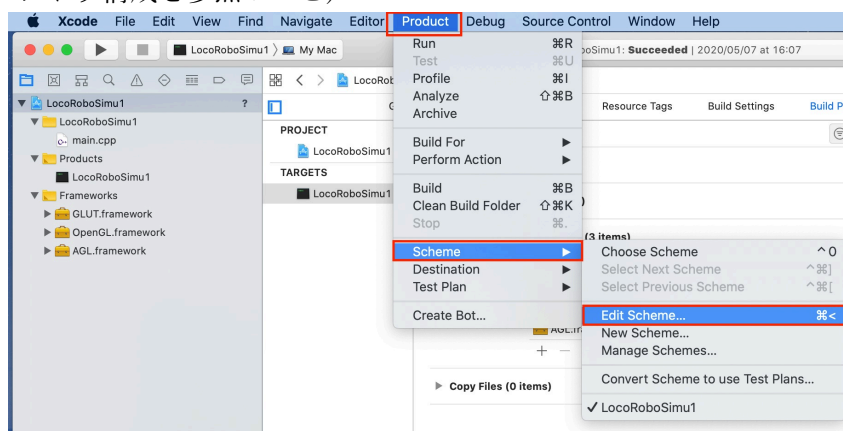 Xcode File Edit View Find Navigate Editor Product Debug Source Control Window Help
LocoRoboSimu1 〉 My Mac
oSimu1: Succeeded | 2020/05/07 at 16:07
LocoRob
LocoRoboSimu1 ?
LocoRoboSimu1
main.cpp
Products
LocoRoboSimu1
Frameworks
GLUT.framework
OpenGL.framework
AGL.framework
G
Resource Tags Build Settings Build P
PROJECT
LocoRoboSimu1
TARGETS
LocoRoboSimu1
Run ⌘R
Test ⌘U
Profile ⌘I
Analyze ⇧⌘B
Archive
Build For ▶
Perform Action ▶
Build ⌘B
Clean Build Folder ⇧⌘K
Stop ⌘.
Scheme ▶
Destination ▶
Test Plan ▶
Create Bot...
(3 items)
Choose Scheme ^0
Select Next Scheme ^⌘]
Select Previous Scheme ^⌘[
Edit Scheme... ⌘<
New Scheme...
Manage Schemes...
Convert Scheme to use Test Plans...
✓ LocoRoboSimu1
AGL.fr
+ −
▶ Copy Files (0 items)